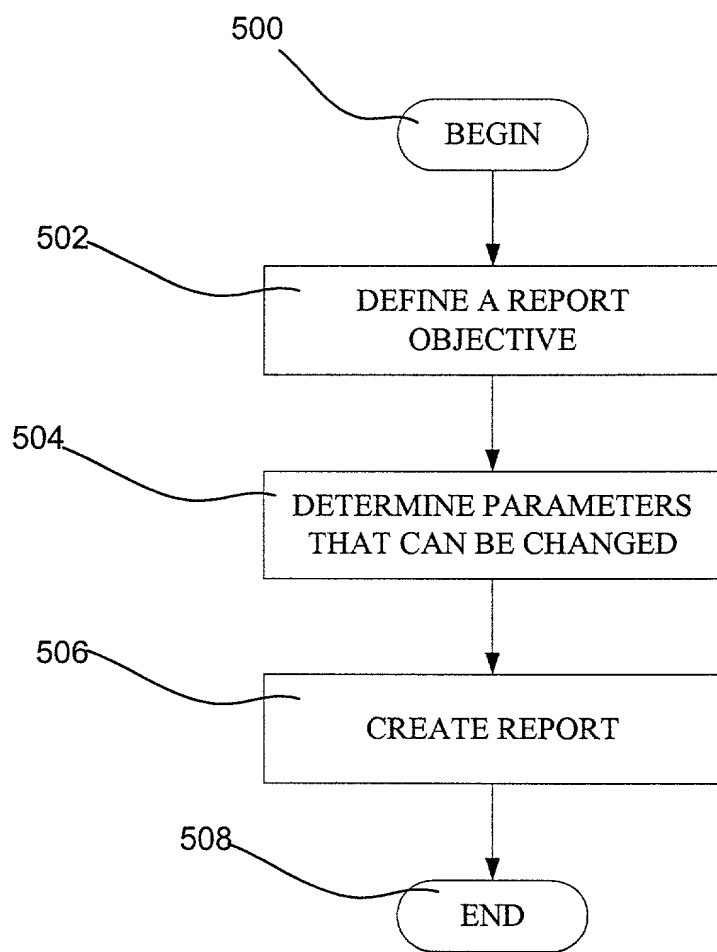 500
BEGIN
502
DEFINE A REPORT
OBJECTIVE
504
DETERMINE PARAMETERS
THAT CAN BE CHANGED
506
CREATE REPORT
508
END